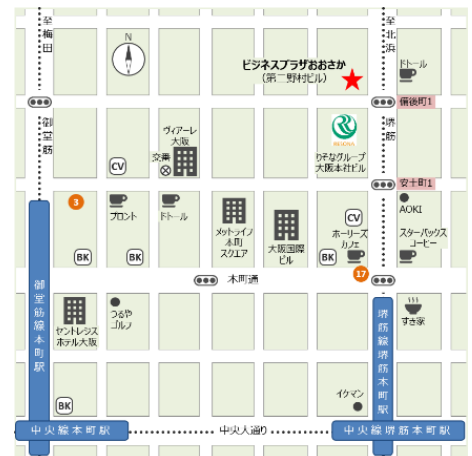 至梅田
至北浜
N
ビジネスプラザおおさか
(第二野村ビル)
ドトール
備後町1
御堂筋
堺筋
ヴィアーレ
大阪
交番
CV
RESONA
りそなグループ
大阪本社ビル
安土町1
3
プロント
ドトール
メットライフ
本町
スクエア
大阪国際
ビル
CV
ホーリーズ
カフェ
AOKI
スターバックス
コーヒー
BK
BK
BK
17
本町通
御堂筋線本町駅
堺筋線堺筋本町駅
セントレジス
ホテル大阪
つるや
ゴルフ
すき家
BK
イケマン
中央線本町駅
中央大通り
中央線堺筋本町駅